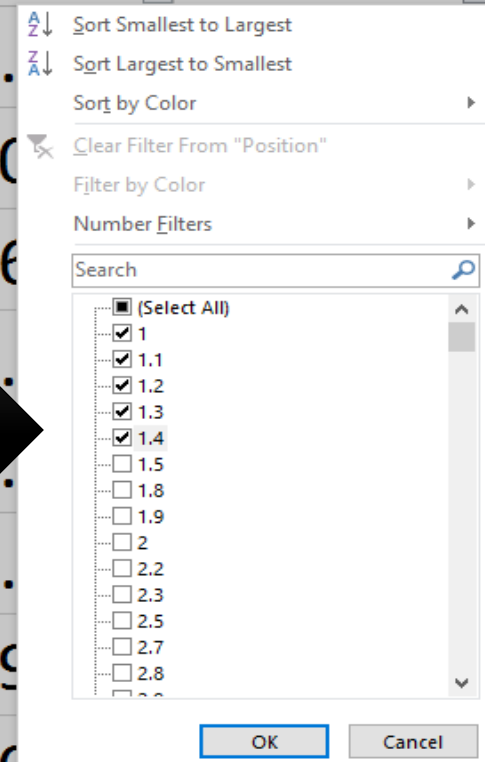 Sort Smallest to Largest
Sort Largest to Smallest
Sort by Color
Clear Filter From "Position"
Filter by Color
Number Filters
Search
(Select All)
1
1.1
1.2
1.3
1.4
1.5
1.8
1.9
2
2.2
2.3
2.5
2.7
2.8
OK Cancel